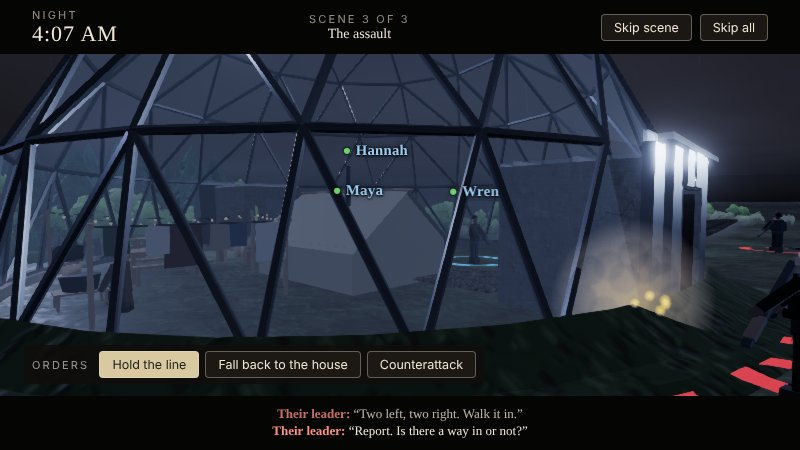 NIGHT
4:07 AM
SCENE 3 OF 3
The assault
Skip scene
Skip all
Hannah
Maya
Wren
ORDERS
Hold the line
Fall back to the house
Counterattack
Their leader: “Two left, two right. Walk it in.”
Their leader: “Report. Is there a way in or not?”